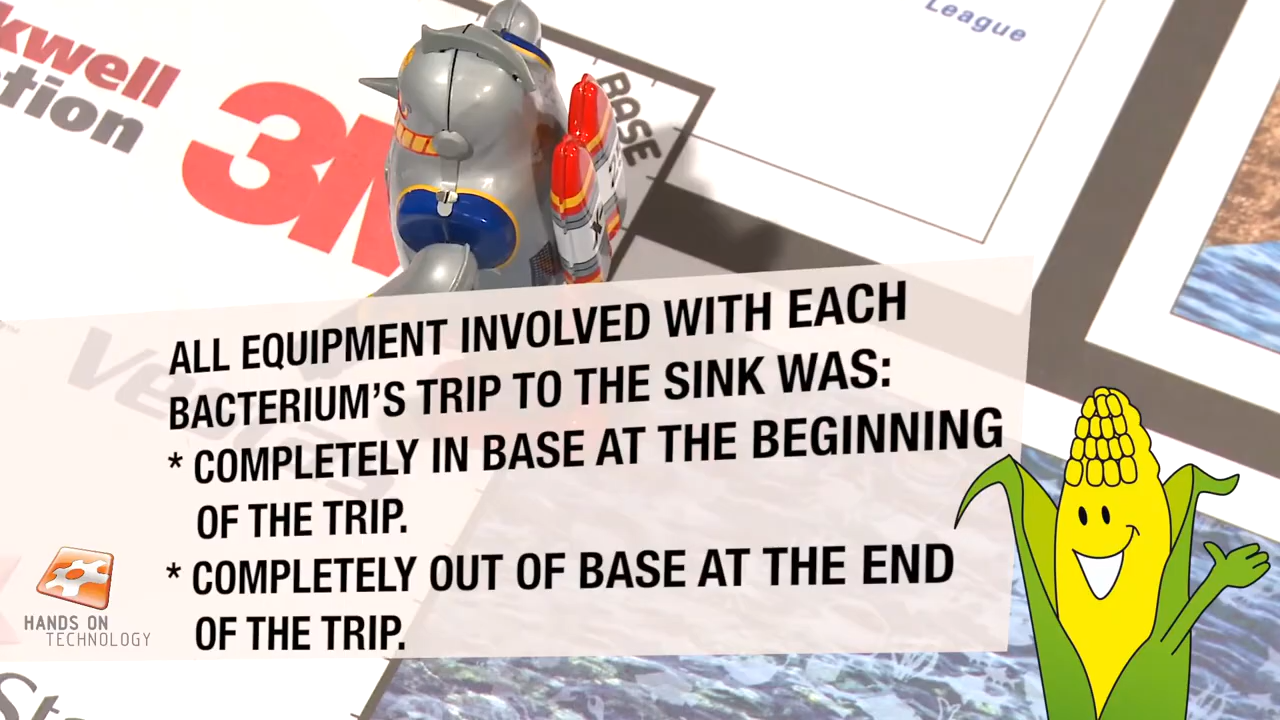 League
kwell
tion
3M
BASE
ALL EQUIPMENT INVOLVED WITH EACH
BACTERIUM'S TRIP TO THE SINK WAS:
* COMPLETELY IN BASE AT THE BEGINNING
OF THE TRIP.
* COMPLETELY OUT OF BASE AT THE END
OF THE TRIP.
HANDS ON
TECHNOLOGY